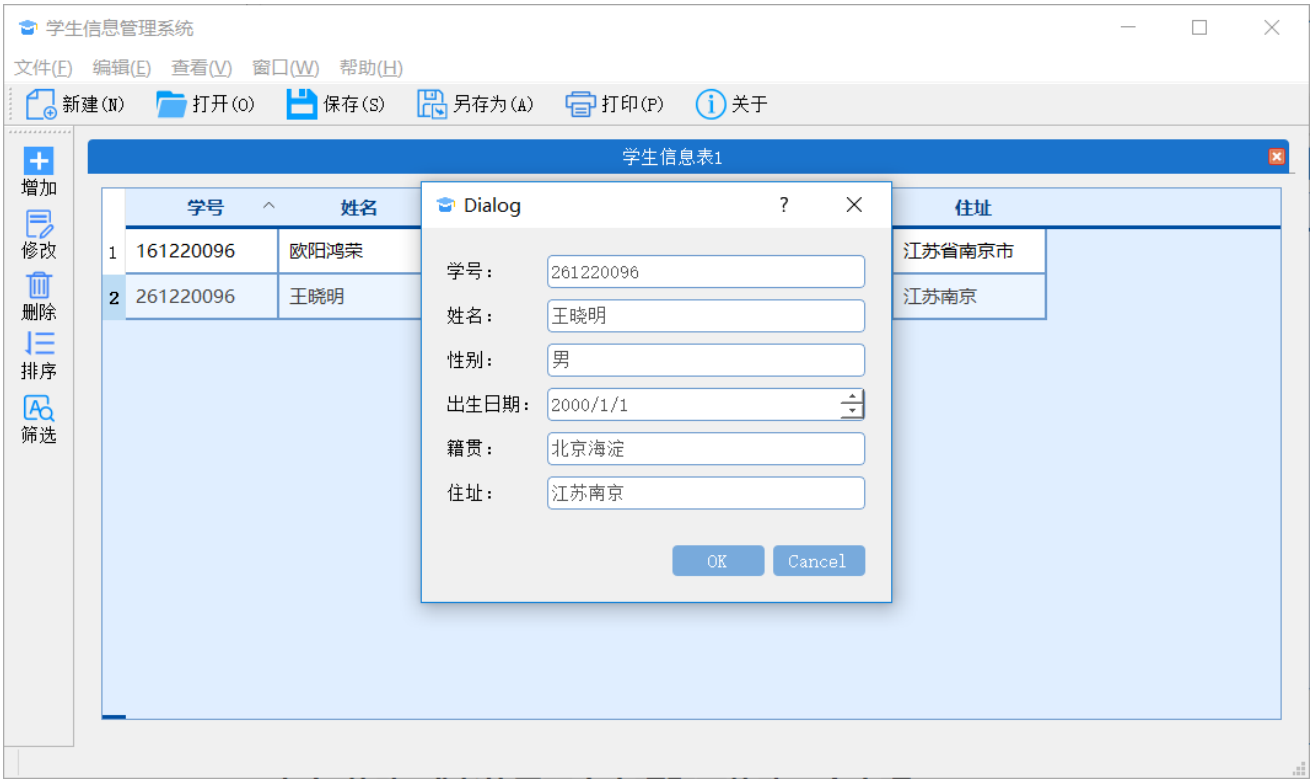 学生信息管理系统
文件(F) 编辑(E) 查看(V) 窗口(W) 帮助(H)
新建(N) 打开(O) 保存(S) 另存为(A) 打印(P) 关于
增加
修改
删除
排序
筛选
学生信息表1
学号 姓名 住址
1 161220096 欧阳鸿荣 江苏省南京市
2 261220096 王晓明 江苏南京
Dialog ?
学号: 261220096
姓名: 王晓明
性别: 男
出生日期: 2000/1/1
籍贯: 北京海淀
住址: 江苏南京
OK Cancel